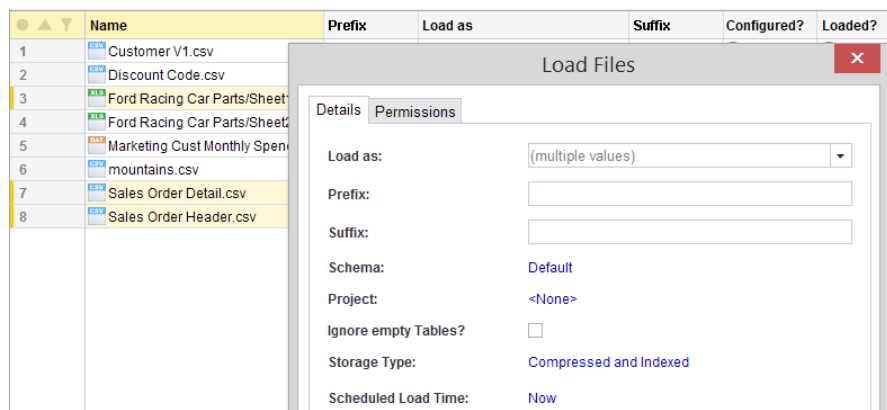 Name Prefix Load as Suffix Configured? Loaded?
1 CSV Customer V1.csv
2 CSV Discount Code.csv
3 XLS Ford Racing Car Parts/Sheet1
4 XLS Ford Racing Car Parts/Sheet2
5 DAT Marketing Cust Monthly Spen
6 CSV mountains.csv
7 CSV Sales Order Detail.csv
8 CSV Sales Order Header.csv
Load Files
Details Permissions
Load as: (multiple values)
Prefix:
Suffix:
Schema: Default
Project: <None>
Ignore empty Tables?
Storage Type: Compressed and Indexed
Scheduled Load Time: Now